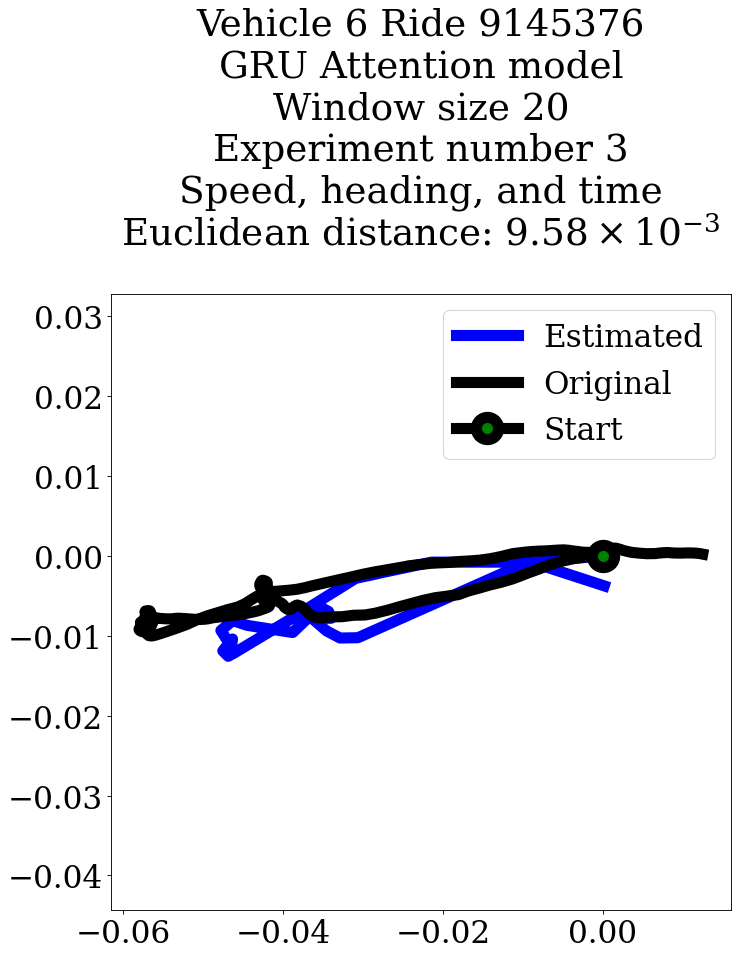 Vehicle 6 Ride 9145376
GRU Attention model
Window size 20
Experiment number 3
Speed, heading, and time
Euclidean distance: 9.58 × 10⁻³
Estimated
Original
Start
0.03
0.02
0.01
0.00
−0.01
−0.02
−0.03
−0.04
−0.06 −0.04 −0.02 0.00